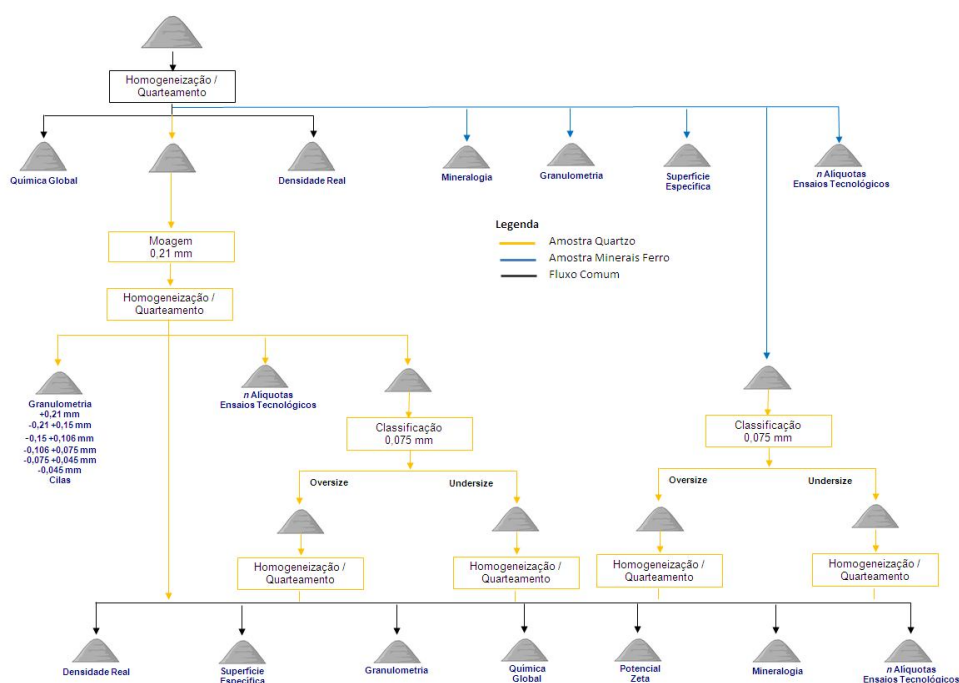 Homogeneização /
Quarteamento
Química Global
Densidade Real
Mineralogia
Granulometria
Superfície
Específica
n Alíquotas
Ensaios Tecnológicos
Legenda
Amostra Quartzo
Amostra Minerais Ferro
Fluxo Comum
Moagem
0,21 mm
Homogeneização /
Quarteamento
Granulometria
+0,21 mm
-0,21 +0,15 mm
-0,15 +0,106 mm
-0,106 +0,075 mm
-0,075 +0,045 mm
-0,045 mm
Cilas
n Alíquotas
Ensaios Tecnológicos
Classificação
0,075 mm
Classificação
0,075 mm
Oversize
Undersize
Oversize
Undersize
Homogeneização /
Quarteamento
Homogeneização /
Quarteamento
Homogeneização /
Quarteamento
Homogeneização /
Quarteamento
Densidade Real
Superfície
Específica
Granulometria
Química
Global
Potencial
Zeta
Mineralogia
n Alíquotas
Ensaios Tecnológicos